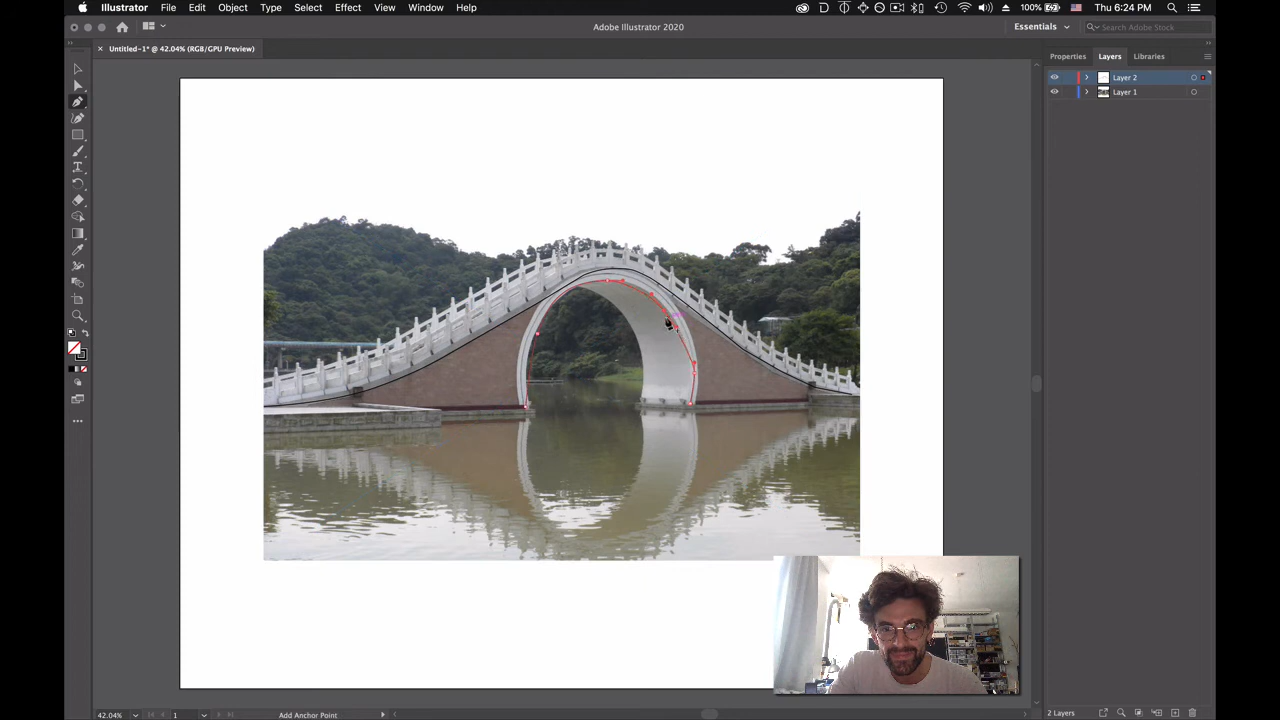 Illustrator File Edit Object Type Select Effect View Window Help 100% Thu 6:24 PM
Adobe Illustrator 2020 Essentials Search Adobe Stock
× Untitled-1* @ 42.04% (RGB/GPU Preview)
Properties Layers Libraries
Layer 2
Layer 1
42.04% 1 Add Anchor Point 2 Layers